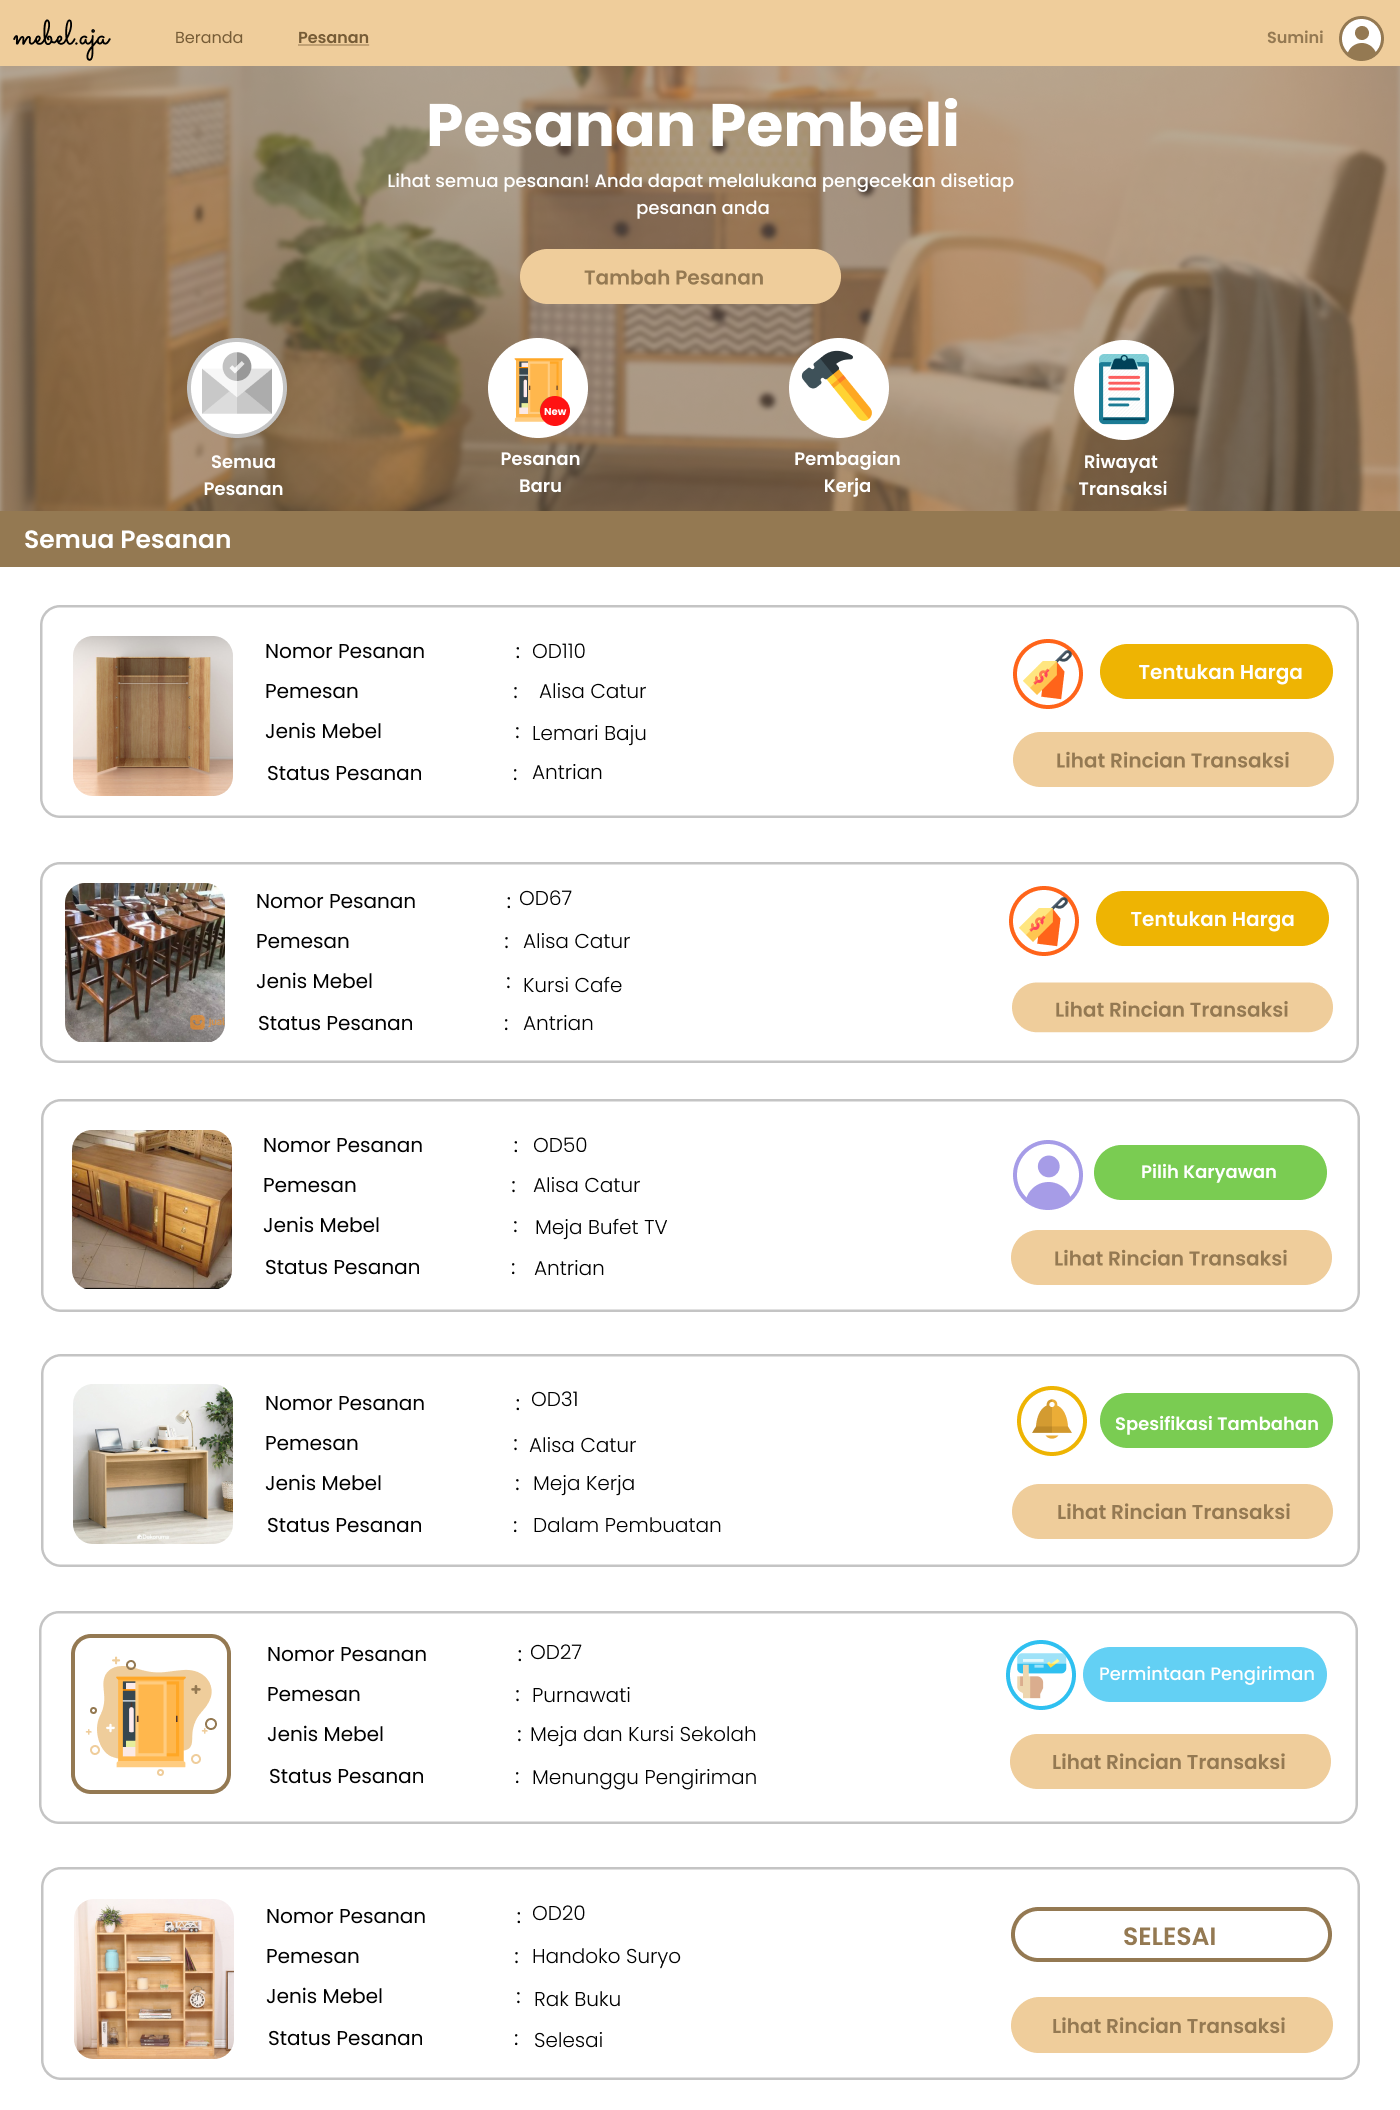 mebel.aja Beranda Pesanan Sumini
Pesanan Pembeli
Lihat semua pesanan! Anda dapat melalukana pengecekan disetiap
pesanan anda
Tambah Pesanan
New
Semua
Pesanan
Pesanan
Baru
Pembagian
Kerja
Riwayat
Transaksi
Semua Pesanan
Nomor Pesanan : OD110
Pemesan : Alisa Catur
Jenis Mebel : Lemari Baju
Status Pesanan : Antrian
Tentukan Harga
Lihat Rincian Transaksi
Nomor Pesanan : OD67
Pemesan : Alisa Catur
Jenis Mebel : Kursi Cafe
Status Pesanan : Antrian
Tentukan Harga
Lihat Rincian Transaksi
Nomor Pesanan : OD50
Pemesan : Alisa Catur
Jenis Mebel : Meja Bufet TV
Status Pesanan : Antrian
Pilih Karyawan
Lihat Rincian Transaksi
Nomor Pesanan : OD31
Pemesan : Alisa Catur
Jenis Mebel : Meja Kerja
Status Pesanan : Dalam Pembuatan
Spesifikasi Tambahan
Lihat Rincian Transaksi
Nomor Pesanan : OD27
Pemesan : Purnawati
Jenis Mebel : Meja dan Kursi Sekolah
Status Pesanan : Menunggu Pengiriman
Permintaan Pengiriman
Lihat Rincian Transaksi
Nomor Pesanan : OD20
Pemesan : Handoko Suryo
Jenis Mebel : Rak Buku
Status Pesanan : Selesai
SELESAI
Lihat Rincian Transaksi